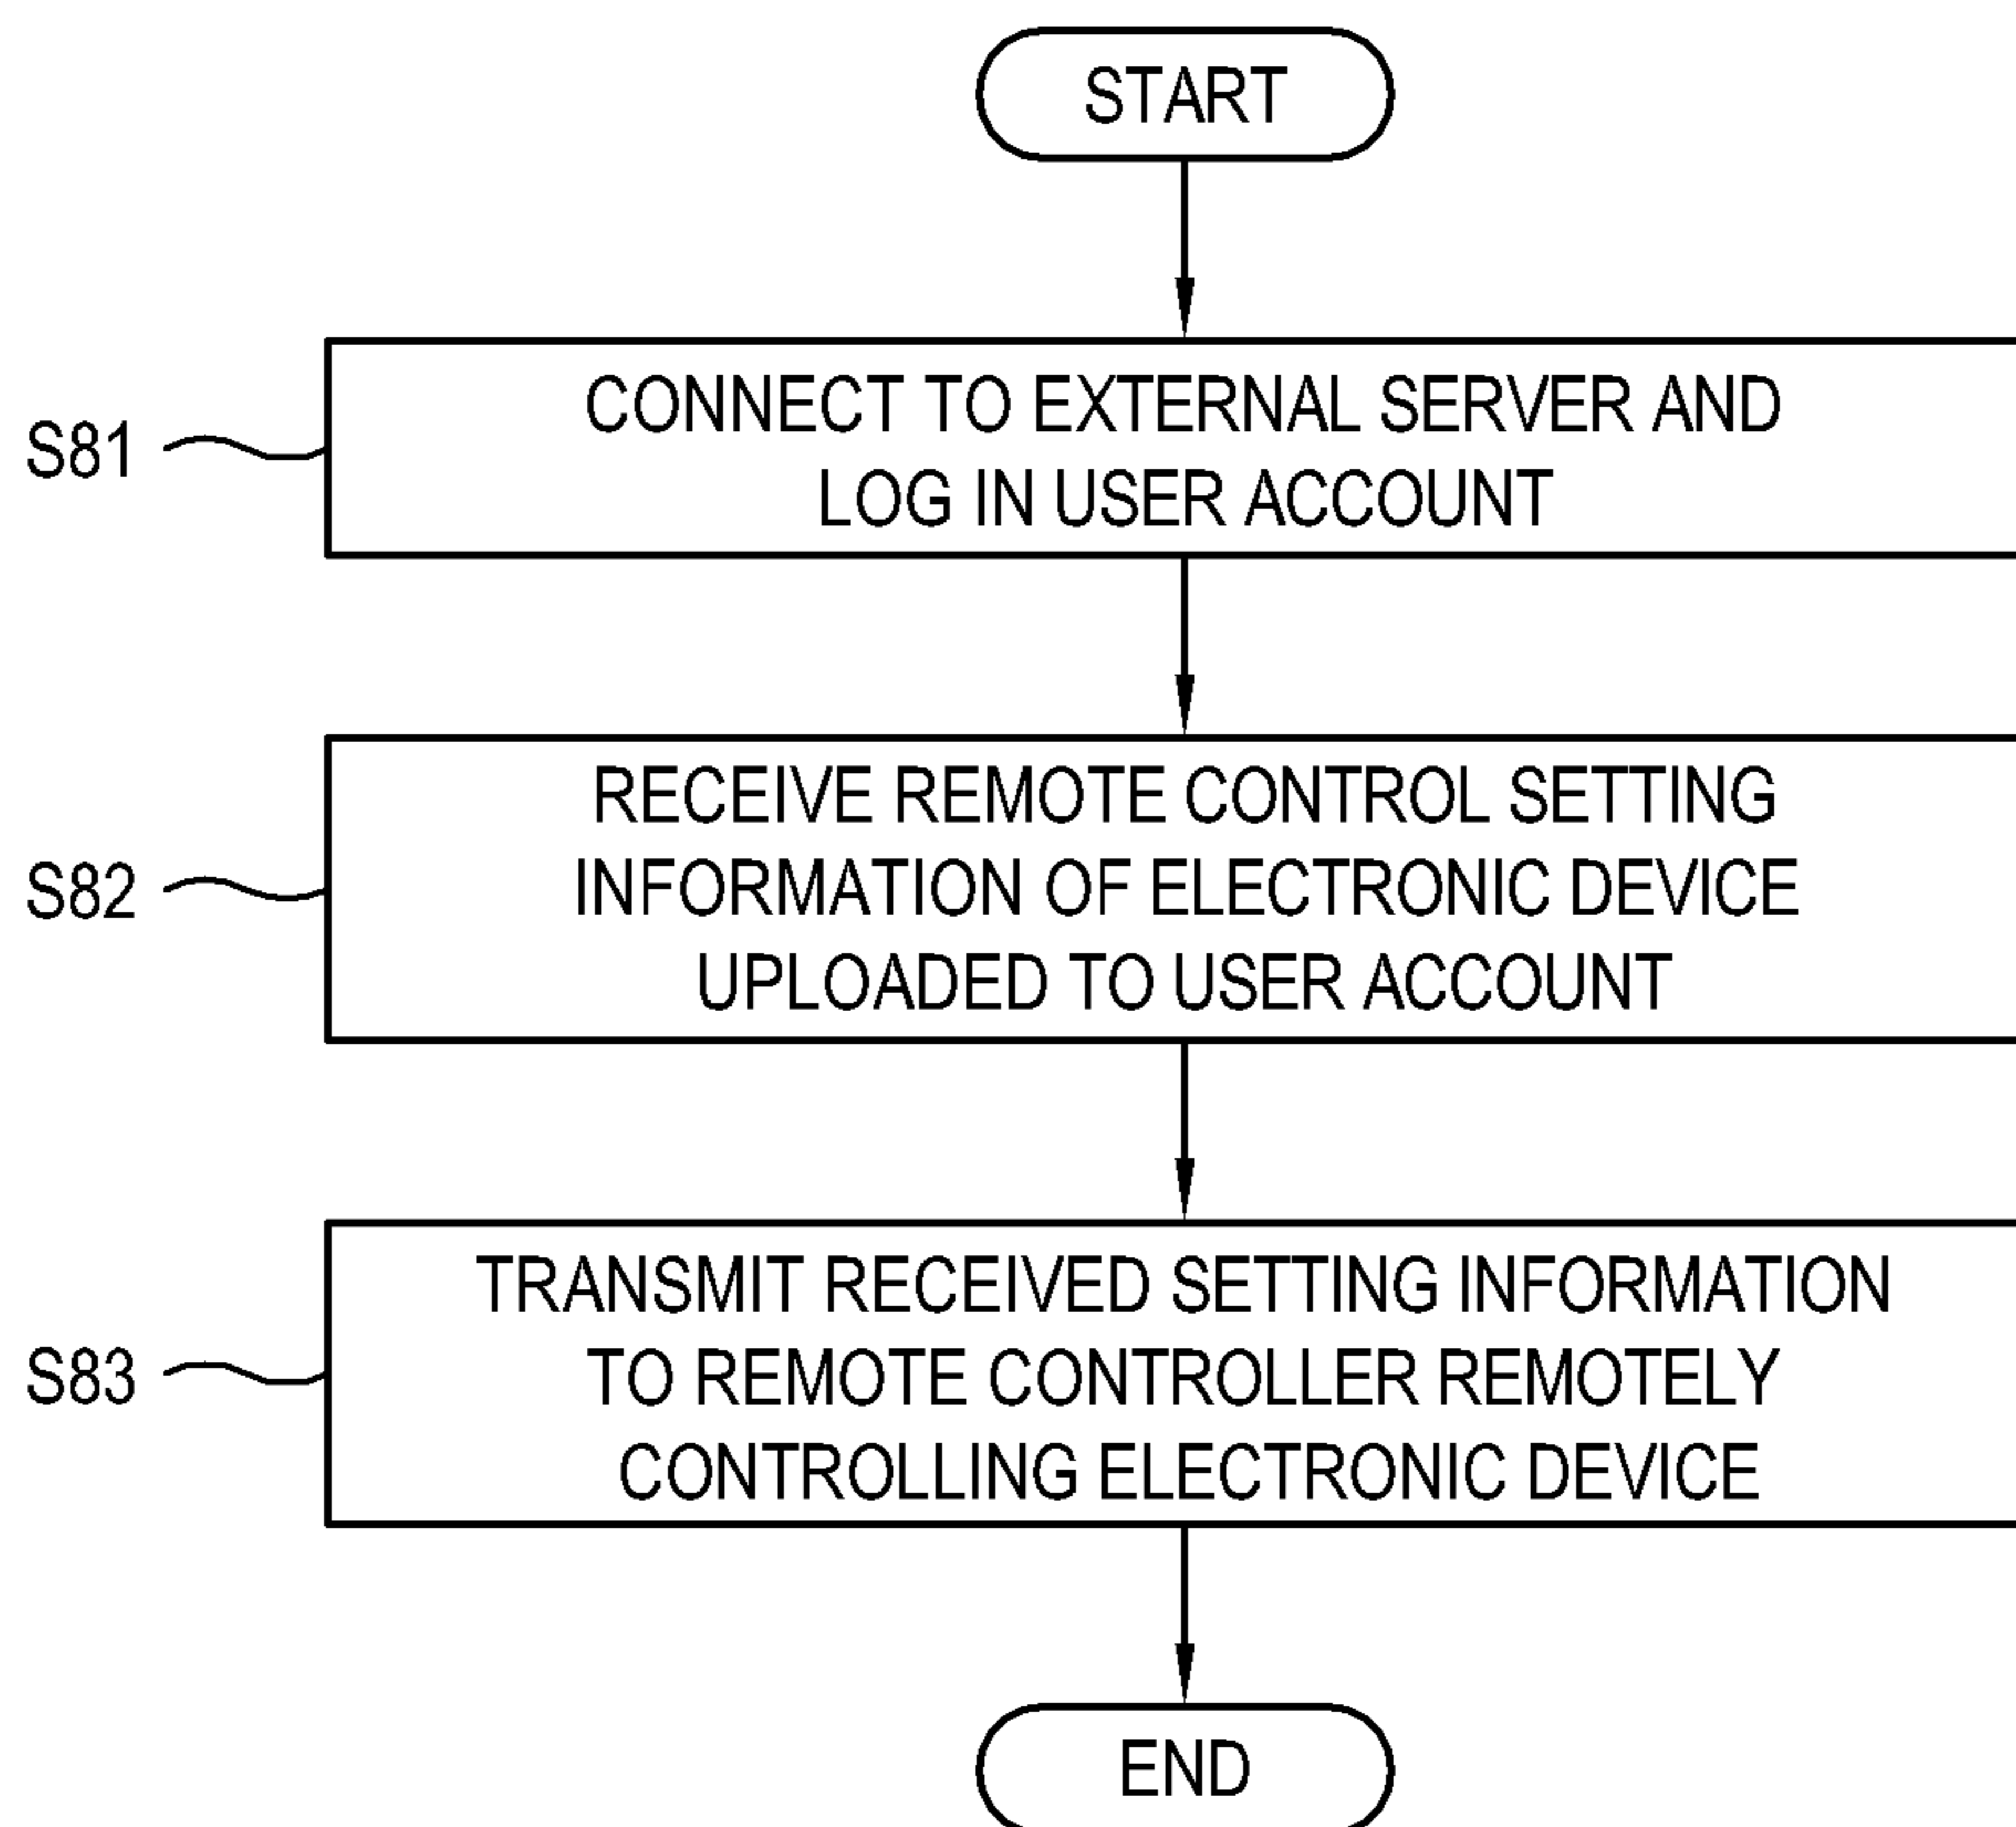 START
S81
CONNECT TO EXTERNAL SERVER AND
LOG IN USER ACCOUNT
S82
RECEIVE REMOTE CONTROL SETTING
INFORMATION OF ELECTRONIC DEVICE
UPLOADED TO USER ACCOUNT
S83
TRANSMIT RECEIVED SETTING INFORMATION
TO REMOTE CONTROLLER REMOTELY
CONTROLLING ELECTRONIC DEVICE
END